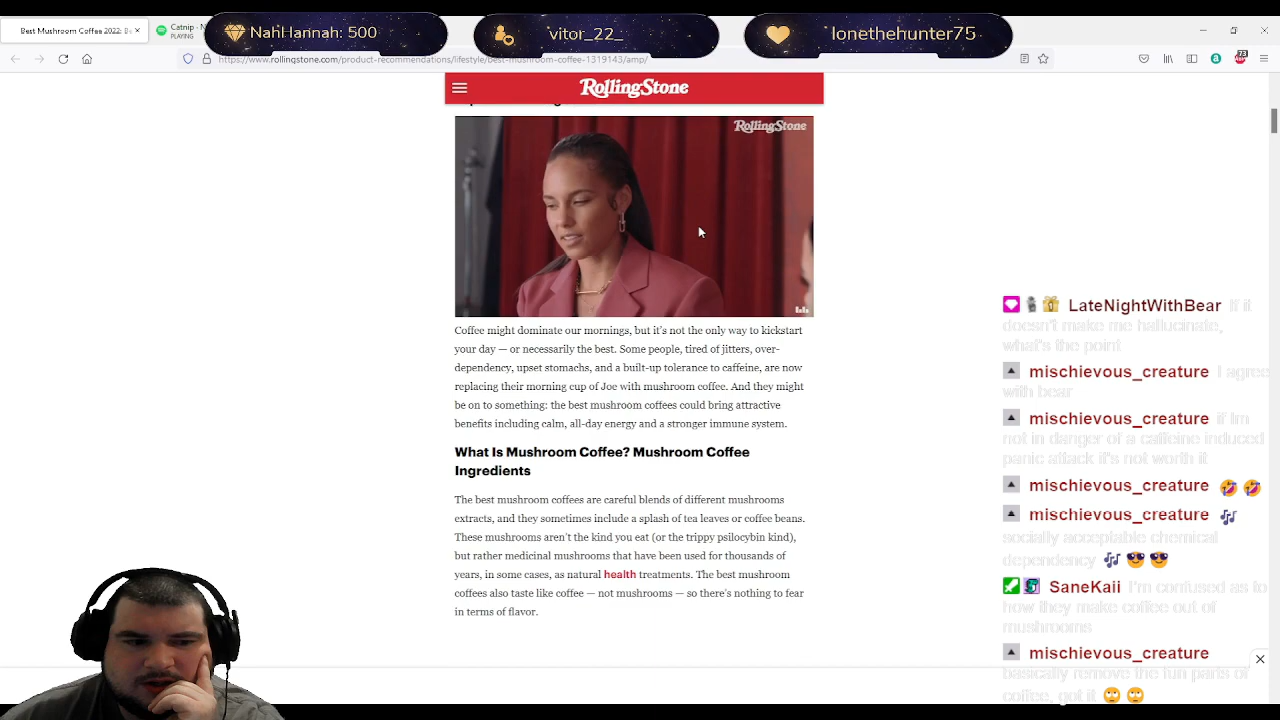 NahHannah: 500
vitor_22_
lonethehunter75
Best Mushroom Coffee 2022: B
Catnip - N
PLAYING
https://www.rollingstone.com/product-recommendations/lifestyle/best-mushroom-coffee-1319143/amp/
73
RollingStone
RollingStone
Coffee might dominate our mornings, but it's not the only way to kickstart
your day — or necessarily the best. Some people, tired of jitters, over-
dependency, upset stomachs, and a built-up tolerance to caffeine, are now
replacing their morning cup of Joe with mushroom coffee. And they might
be on to something: the best mushroom coffees could bring attractive
benefits including calm, all-day energy and a stronger immune system.
What Is Mushroom Coffee? Mushroom Coffee
Ingredients
The best mushroom coffees are careful blends of different mushrooms
extracts, and they sometimes include a splash of tea leaves or coffee beans.
These mushrooms aren't the kind you eat (or the trippy psilocybin kind),
but rather medicinal mushrooms that have been used for thousands of
years, in some cases, as natural health treatments. The best mushroom
coffees also taste like coffee — not mushrooms — so there's nothing to fear
in terms of flavor.
LateNightWithBear If it
doesn't make me hallucinate,
what's the point
mischievous_creature I agree
with bear
mischievous_creature if Im
not in danger of a caffeine induced
panic attack it's not worth it
mischievous_creature 🤣 🤣
mischievous_creature 🎶
socially acceptable chemical
dependency 🎶 😎 😎
SaneKaii I'm confused as to
how they make coffee out of
mushrooms
mischievous_creature
basically remove the fun parts of
coffee, got it 🙄 🙄